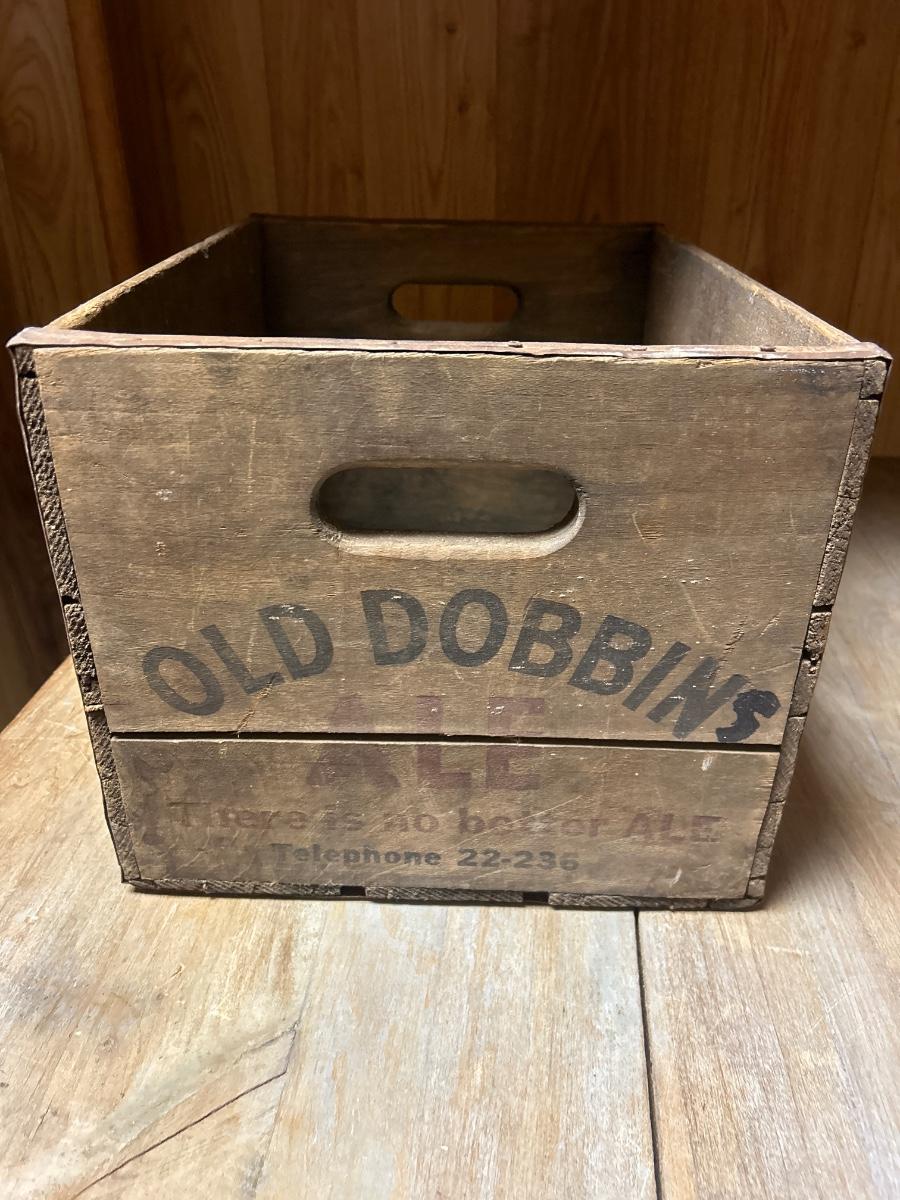 OLD DOBBINS
ALE
There is no better ALE
Telephone 22-236